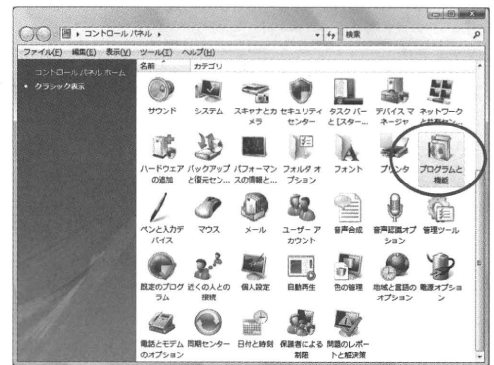 コントロール パネル
検索
ファイル(F) 編集(E) 表示(V) ツール(T) ヘルプ(H)
コントロール パネル ホーム
クラシック表示
名前 カテゴリ
サウンド
システム
スキャナとカメラ
セキュリティ センター
タスク バーと [スター...
デバイス マネージャ
ネットワークと共有セン...
ハードウェアの追加
バックアップと復元セン...
パフォーマンスの情報と...
フォルダ オプション
フォント
プリンタ
プログラムと機能
ペンと入力デバイス
マウス
メール
ユーザー アカウント
音声合成
音声認識オプション
管理ツール
既定のプログラム
近くの人との接続
個人設定
自動再生
色の管理
地域と言語のオプション
電源オプション
電話とモデムのオプション
同期センター
日付と時刻
保護者による制限
問題のレポートと解決策